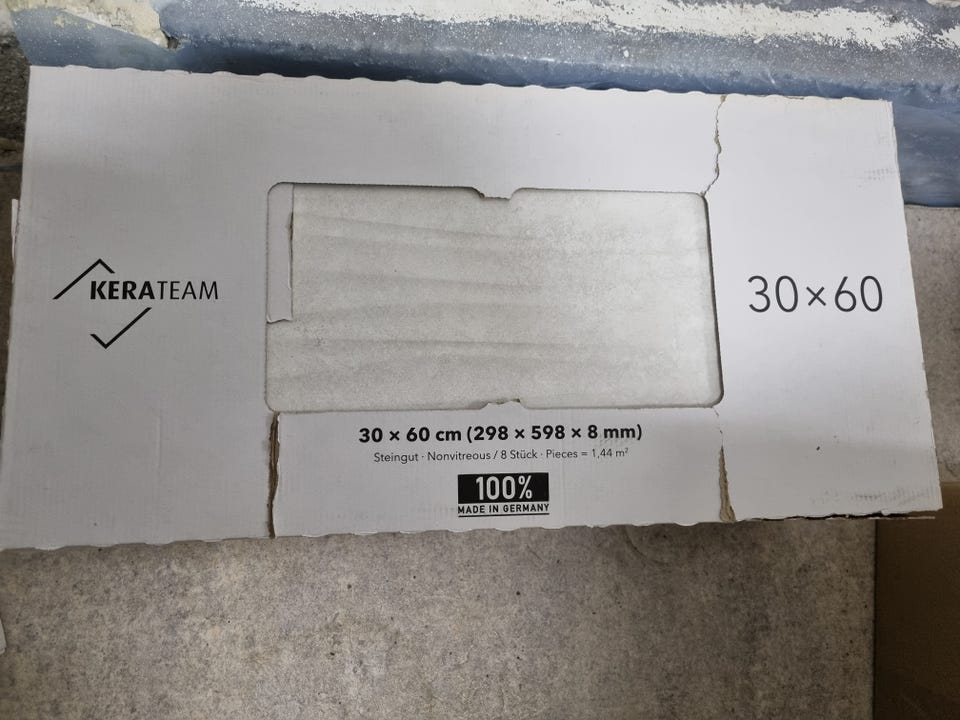 KERATEAM
30×60
30 × 60 cm (298 × 598 × 8 mm)
Steingut · Nonvitreous / 8 Stück · Pieces = 1,44 m²
100%
MADE IN GERMANY